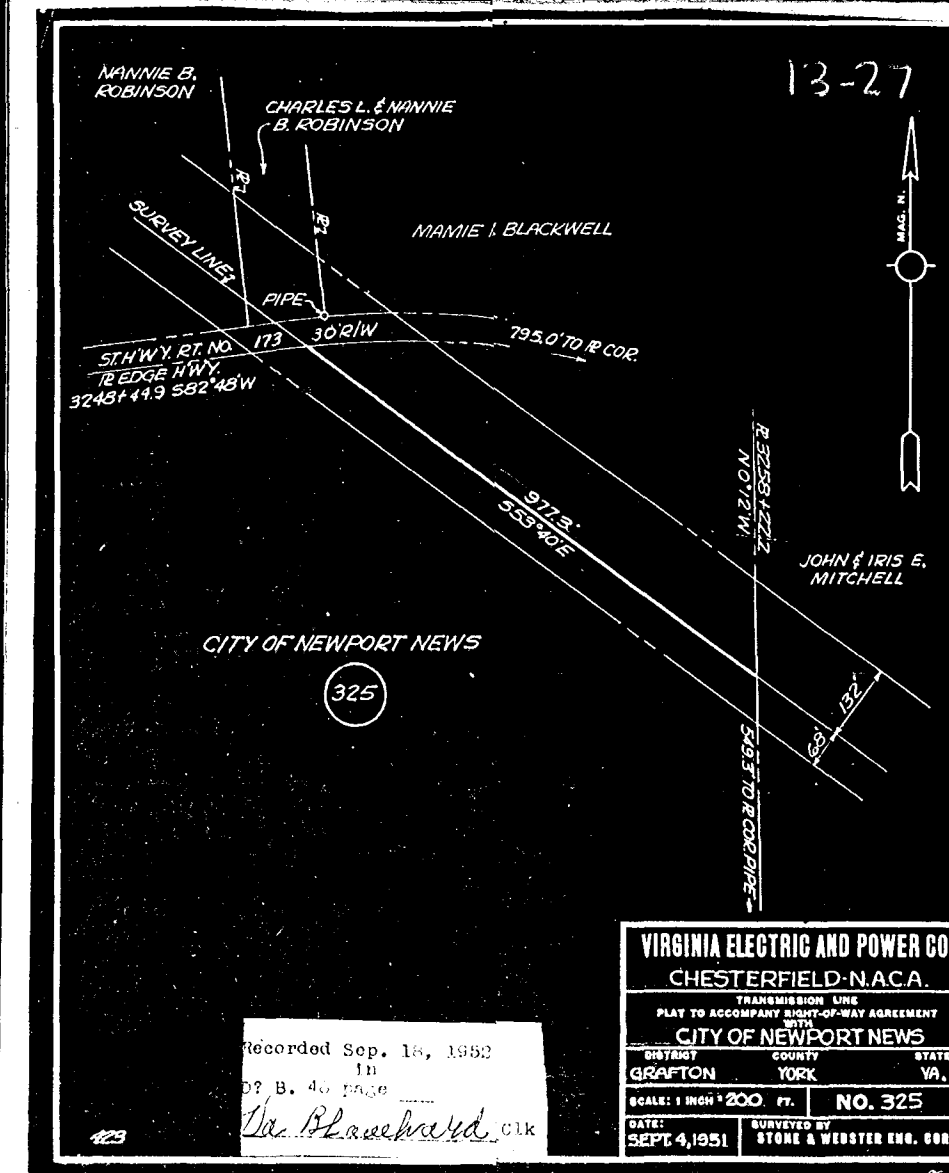 13-27
NANNIE B.
ROBINSON
CHARLES L. & NANNIE
B. ROBINSON
MAMIE I. BLACKWELL
MAG. N.
SURVEY LINE
PIPE
ST. H'W'Y. RT. NO. 173 30' R/W
795.0' TO ⅊ COR.
⅊ EDGE HWY.
3248+44.9 S82°48'W
977.3'
S53°40'E
⅊ 3258+22.2
N0°12'W
JOHN & IRIS E.
MITCHELL
CITY OF NEWPORT NEWS
325
132'
68'
549.3' TO ⅊ COR. PIPE
VIRGINIA ELECTRIC AND POWER CO
CHESTERFIELD-N.A.C.A.
TRANSMISSION LINE
PLAT TO ACCOMPANY RIGHT-OF-WAY AGREEMENT
WITH
CITY OF NEWPORT NEWS
DISTRICT COUNTY STATE
GRAFTON YORK VA.
SCALE: 1 INCH = 200 FT. NO. 325
DATE: SURVEYED BY
SEPT. 4, 1951 STONE & WEBSTER ENG. COR
Recorded Sep. 18, 1952
in
B. 46 page
Clk
423